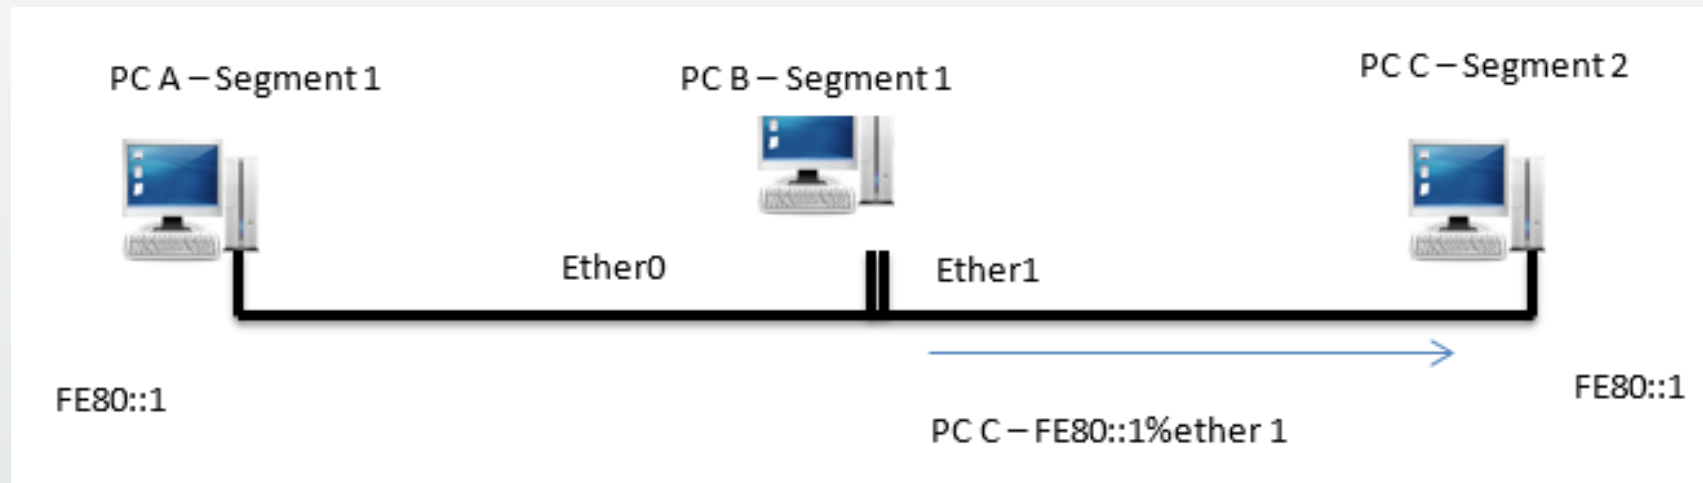 PC A – Segment 1
PC B – Segment 1
PC C – Segment 2
Ether0
Ether1
FE80::1
FE80::1
PC C – FE80::1%ether 1